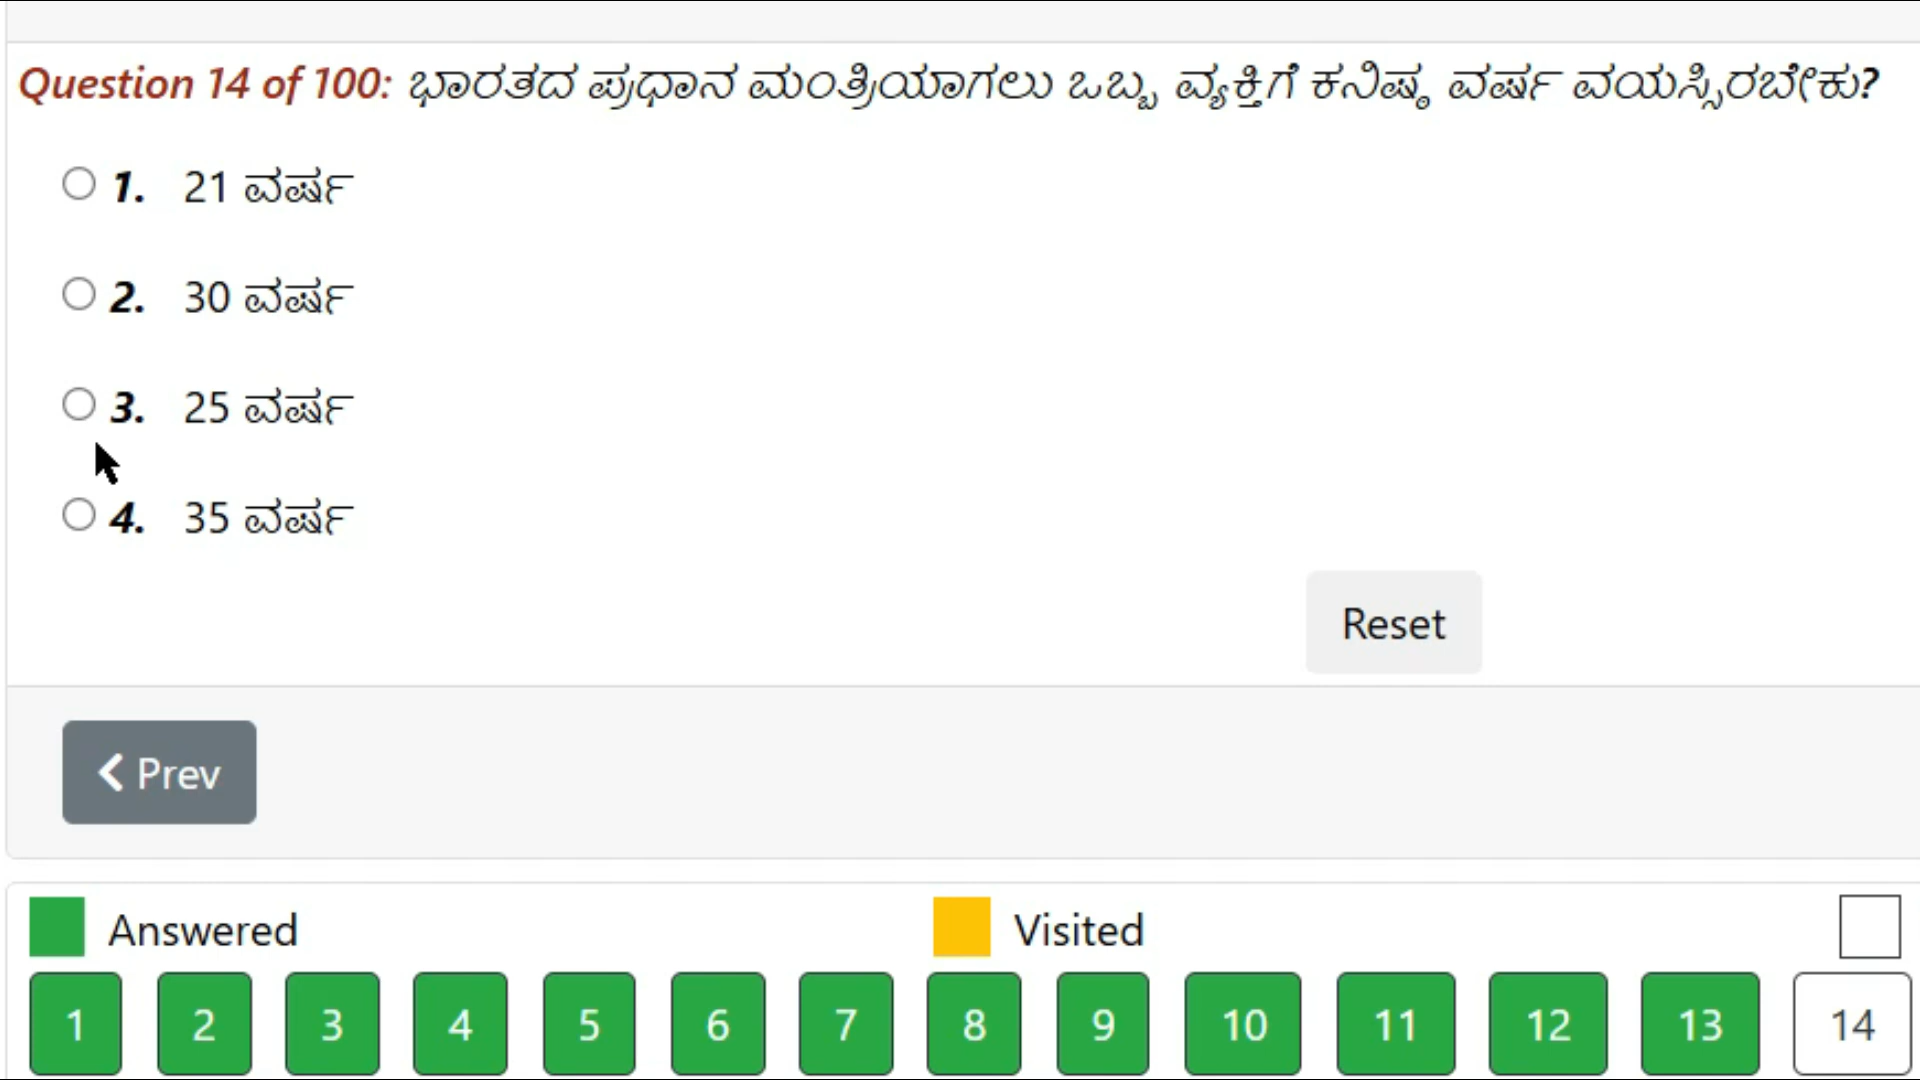 Question 14 of 100: ಭಾರತದ ಪ್ರಧಾನ ಮಂತ್ರಿಯಾಗಲು ಒಬ್ಬ ವ್ಯಕ್ತಿಗೆ ಕನಿಷ್ಠ ವರ್ಷ ವಯಸ್ಸಿರಬೇಕು?
1. 21 ವರ್ಷ
2. 30 ವರ್ಷ
3. 25 ವರ್ಷ
4. 35 ವರ್ಷ
Reset
Prev
Answered Visited
1 2 3 4 5 6 7 8 9 10 11 12 13 14